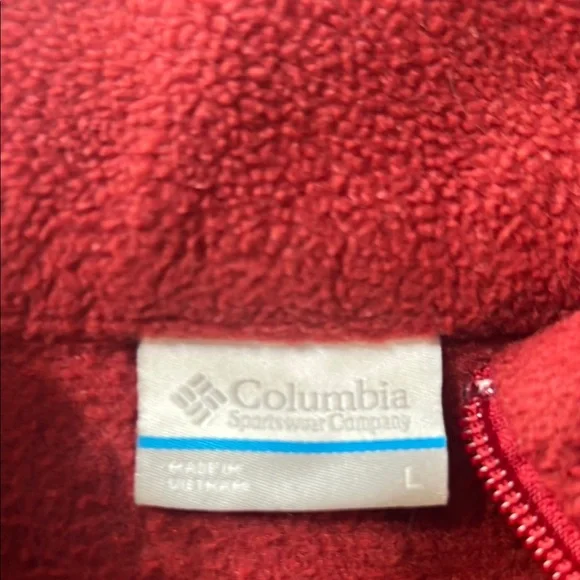 Columbia
Sportswear Company
MADE IN
VIETNAM
L